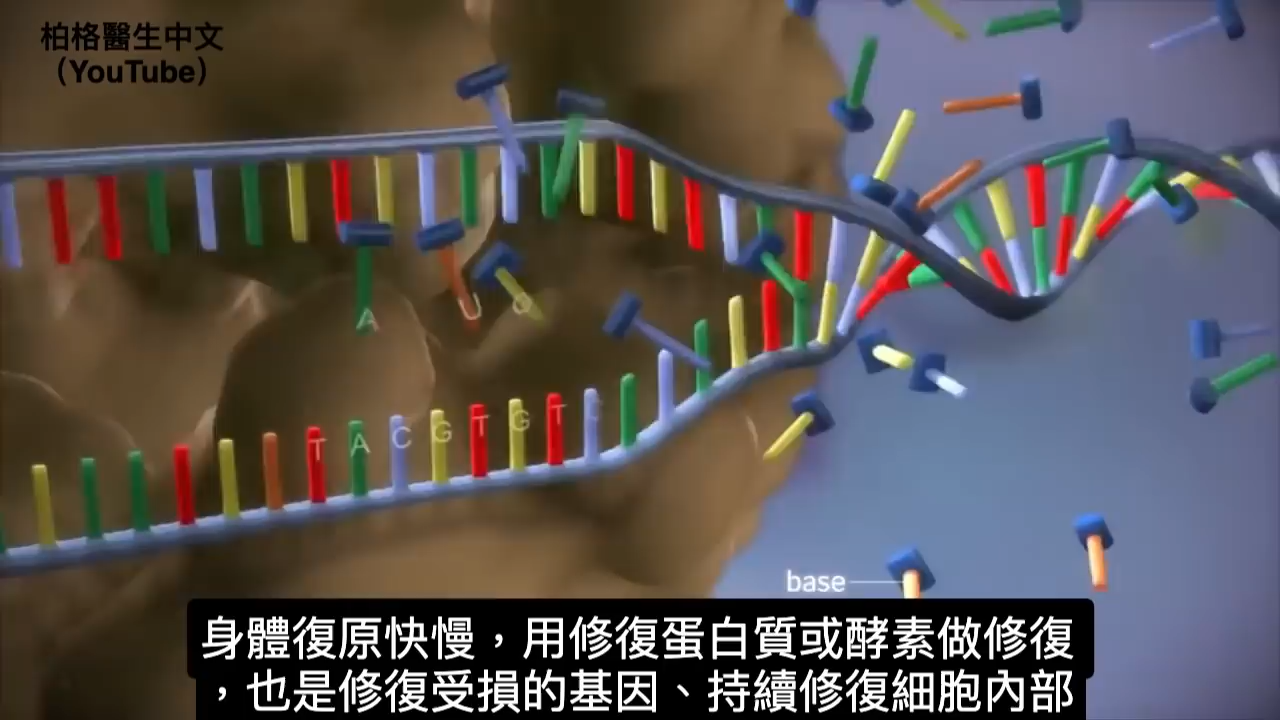 柏格醫生中文
（YouTube）
A U G
T A C G T G T C
base
身體復原快慢，用修復蛋白質或酵素做修復
，也是修復受損的基因、持續修復細胞內部